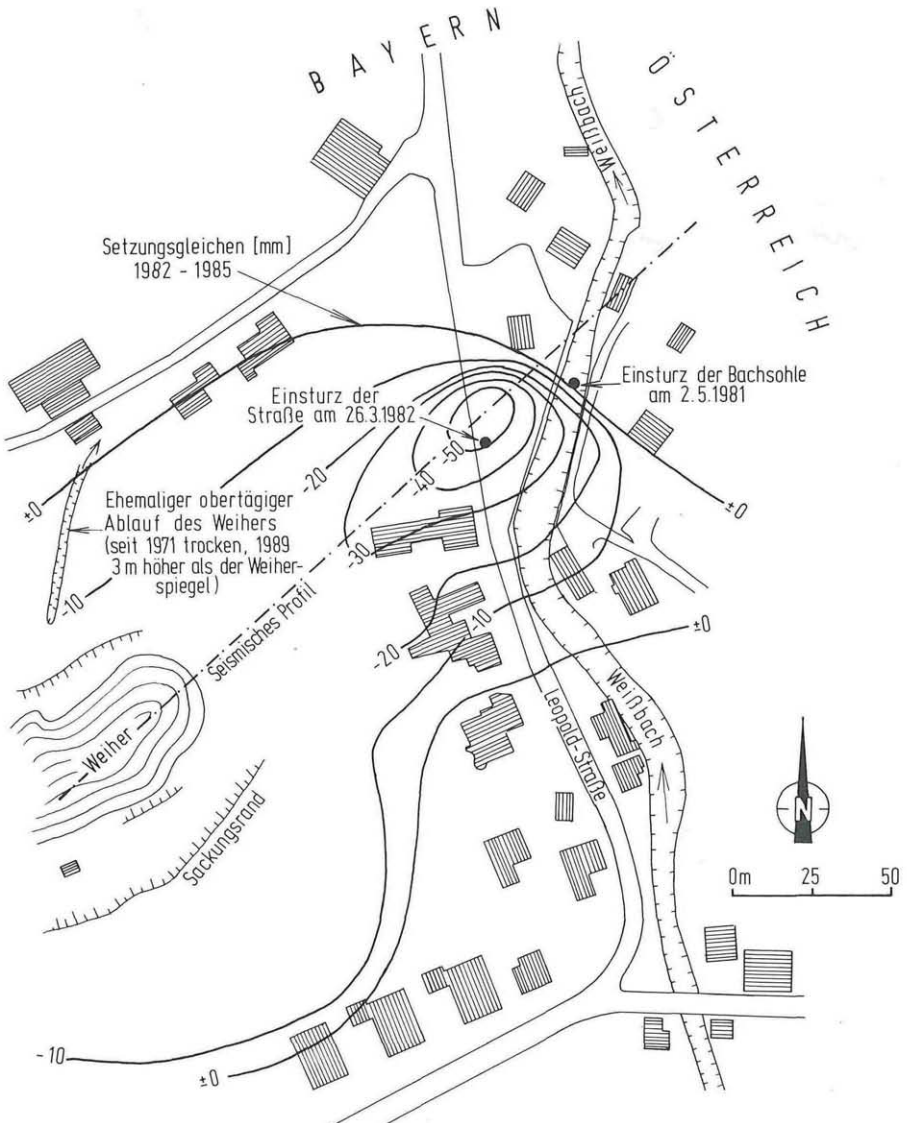 BAYERN
ÖSTERREICH
Weißbach
Setzungsgleichen [mm]
1982 - 1985
Einsturz der Bachsohle
am 2.5.1981
Einsturz der
Straße am 26.3.1982
-50
-40
-20
-30
±0
±0
Ehemaliger obertägiger
Ablauf des Weihers
(seit 1971 trocken, 1989
3 m höher als der Weiher-
spiegel)
-10
Seismisches Profil
-10
-20
±0
Weiher
Leopold-Straße
Weißbach
Sackungsrand
N
0m 25 50
-10
±0